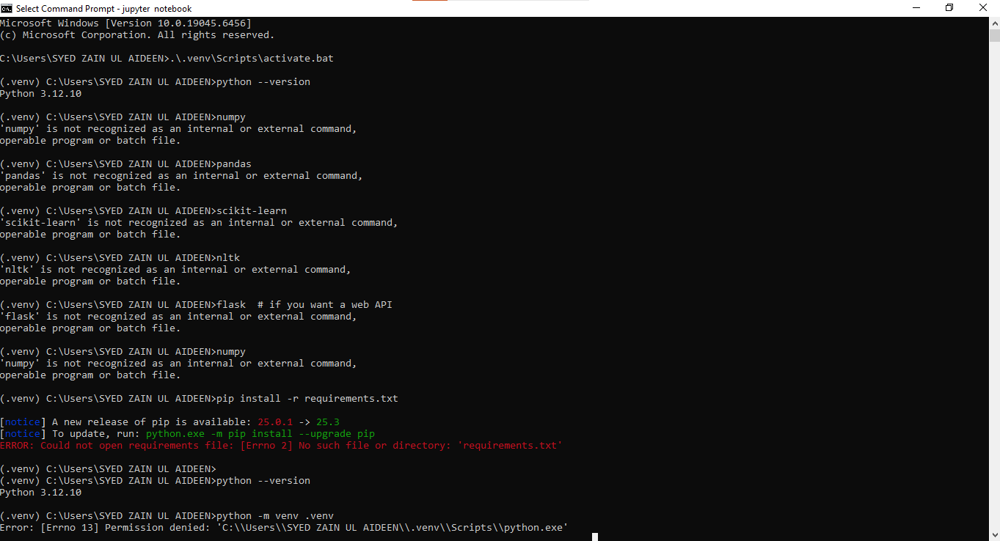 Select Command Prompt - jupyter  notebook
Microsoft Windows [Version 10.0.19045.6456]
(c) Microsoft Corporation. All rights reserved.
C:\Users\SYED ZAIN UL AIDEEN>.\.venv\Scripts\activate.bat
(.venv) C:\Users\SYED ZAIN UL AIDEEN>python --version
Python 3.12.10
(.venv) C:\Users\SYED ZAIN UL AIDEEN>numpy
'numpy' is not recognized as an internal or external command,
operable program or batch file.
(.venv) C:\Users\SYED ZAIN UL AIDEEN>pandas
'pandas' is not recognized as an internal or external command,
operable program or batch file.
(.venv) C:\Users\SYED ZAIN UL AIDEEN>scikit-learn
'scikit-learn' is not recognized as an internal or external command,
operable program or batch file.
(.venv) C:\Users\SYED ZAIN UL AIDEEN>nltk
'nltk' is not recognized as an internal or external command,
operable program or batch file.
(.venv) C:\Users\SYED ZAIN UL AIDEEN>flask  # if you want a web API
'flask' is not recognized as an internal or external command,
operable program or batch file.
(.venv) C:\Users\SYED ZAIN UL AIDEEN>numpy
'numpy' is not recognized as an internal or external command,
operable program or batch file.
(.venv) C:\Users\SYED ZAIN UL AIDEEN>pip install -r requirements.txt
[notice] A new release of pip is available: 25.0.1 -> 25.3
[notice] To update, run: python.exe -m pip install --upgrade pip
ERROR: Could not open requirements file: [Errno 2] No such file or directory: 'requirements.txt'
(.venv) C:\Users\SYED ZAIN UL AIDEEN>
(.venv) C:\Users\SYED ZAIN UL AIDEEN>python --version
Python 3.12.10
(.venv) C:\Users\SYED ZAIN UL AIDEEN>python -m venv .venv
Error: [Errno 13] Permission denied: 'C:\\Users\\SYED ZAIN UL AIDEEN\\.venv\\Scripts\\python.exe'